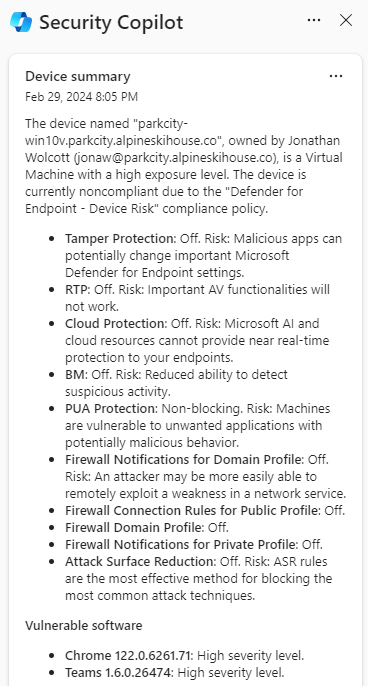 Security Copilot
Device summary
Feb 29, 2024 8:05 PM
The device named "parkcity-
win10v.parkcity.alpineskihouse.co", owned by Jonathan
Wolcott (jonaw@parkcity.alpineskihouse.co), is a Virtual
Machine with a high exposure level. The device is
currently noncompliant due to the "Defender for
Endpoint - Device Risk" compliance policy.
• Tamper Protection: Off. Risk: Malicious apps can
potentially change important Microsoft
Defender for Endpoint settings.
• RTP: Off. Risk: Important AV functionalities will
not work.
• Cloud Protection: Off. Risk: Microsoft AI and
cloud resources cannot provide near real-time
protection to your endpoints.
• BM: Off. Risk: Reduced ability to detect
suspicious activity.
• PUA Protection: Non-blocking. Risk: Machines
are vulnerable to unwanted applications with
potentially malicious behavior.
• Firewall Notifications for Domain Profile: Off.
Risk: An attacker may be more easily able to
remotely exploit a weakness in a network service.
• Firewall Connection Rules for Public Profile: Off.
• Firewall Domain Profile: Off.
• Firewall Notifications for Private Profile: Off.
• Attack Surface Reduction: Off. Risk: ASR rules
are the most effective method for blocking the
most common attack techniques.
Vulnerable software
• Chrome 122.0.6261.71: High severity level.
• Teams 1.6.0.26474: High severity level.